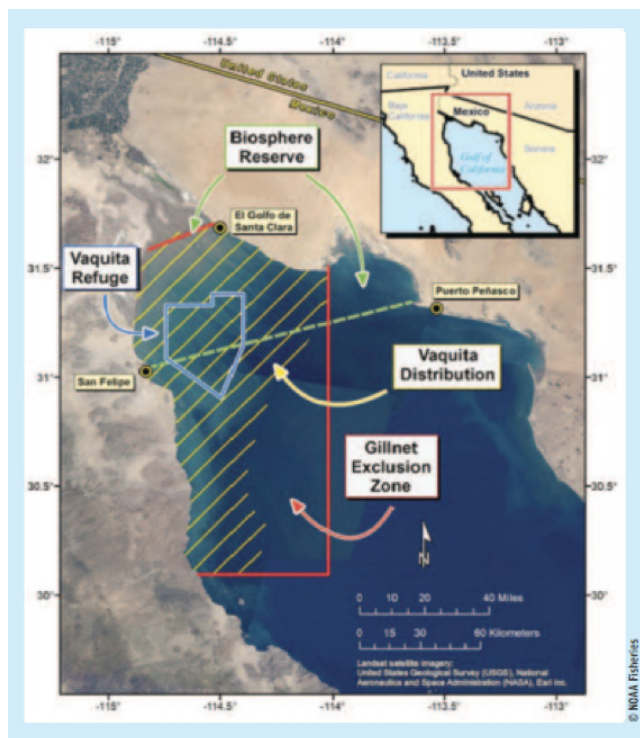 -115°
-114.5°
-114°
-113.5°
-113°
United States
Mexico
California
United States
Baja
California
Mexico
Arizona
Sonora
Gulf of
California
32°
32°
Biosphere
Reserve
El Golfo de
Santa Clara
Vaquita
Refuge
31.5°
31.5°
Puerto Peñasco
San Felipe
31°
31°
Vaquita
Distribution
Gillnet
Exclusion
Zone
30.5°
30.5°
N
0 10 20 40 Miles
0 15 30 60 Kilometers
30°
30°
Landsat satellite imagery:
United States Geological Survey (USGS), National
Aeronautics and Space Administration (NASA), Esri Inc.
-115°
-114.5°
-114°
-113.5°
-113°
© NOAA Fisheries